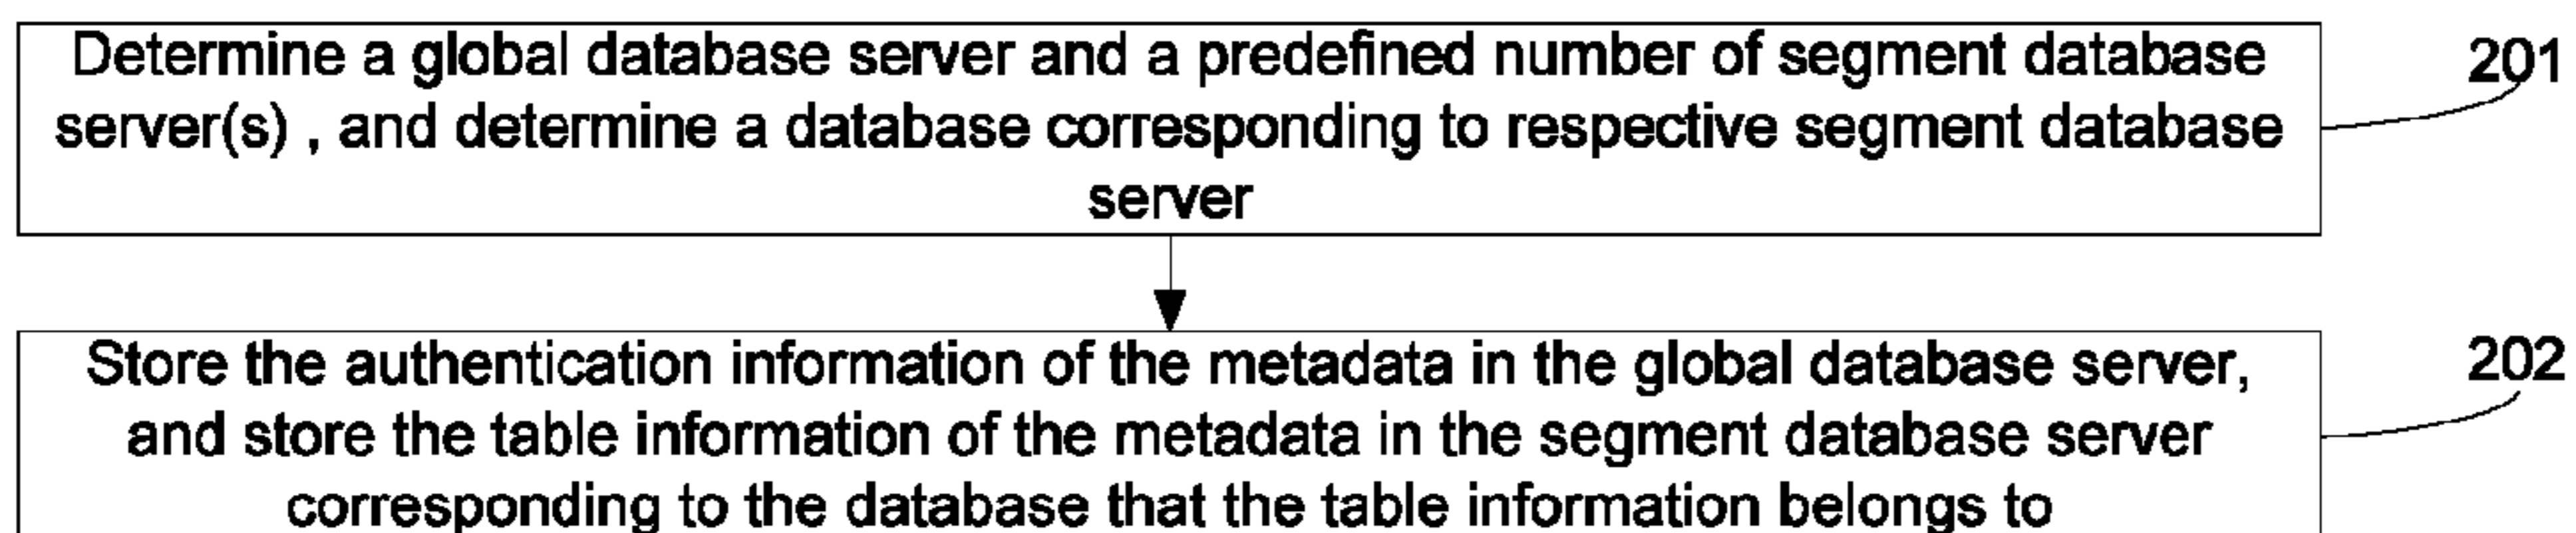 Determine a global database server and a predefined number of segment database
server(s) , and determine a database corresponding to respective segment database
server
201
Store the authentication information of the metadata in the global database server,
and store the table information of the metadata in the segment database server
corresponding to the database that the table information belongs to
202